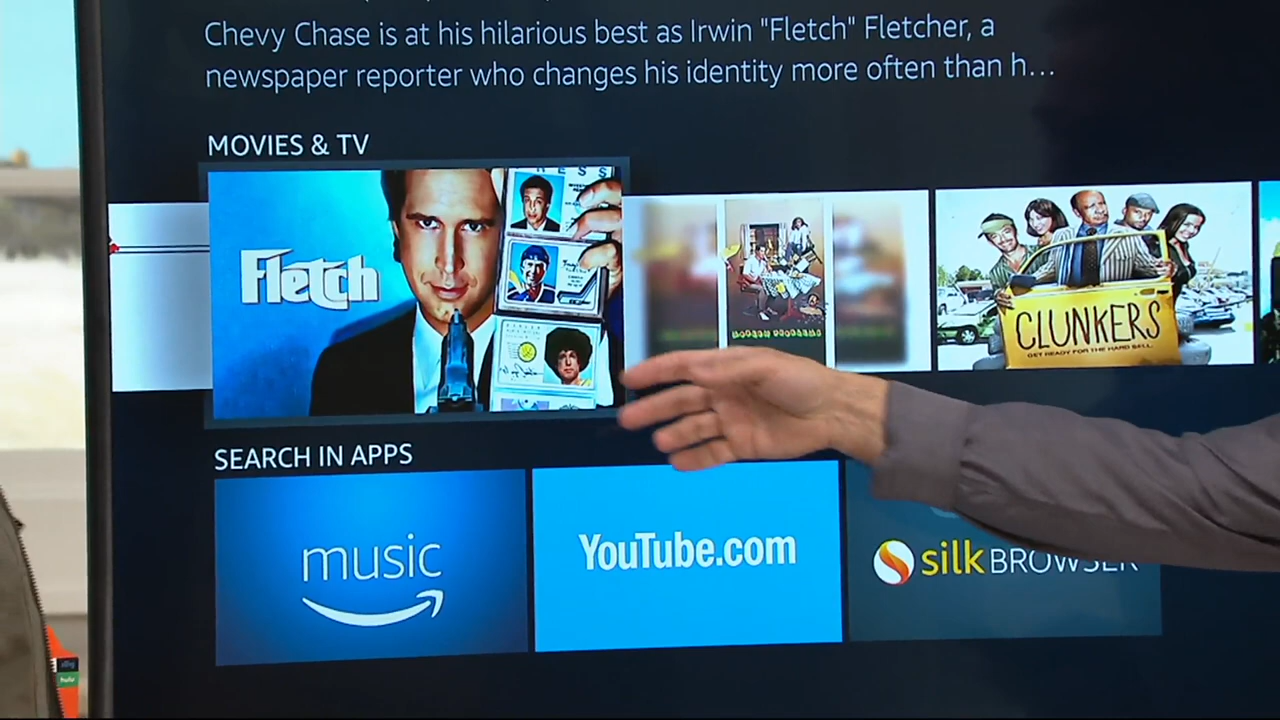 Chevy Chase is at his hilarious best as Irwin "Fletch" Fletcher, a
newspaper reporter who changes his identity more often than h...
MOVIES & TV
Fletch
CLUNKERS
GET READY FOR THE HARD SELL.
SEARCH IN APPS
music
YouTube.com
silk BROWSER
hulu